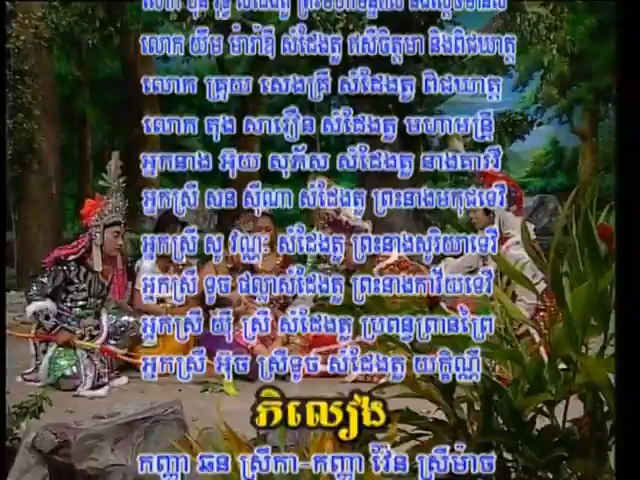 លោក យឹម ម៉ារ៉ាឌី សំដែងតួ ឥសីចិត្តមា និងពិជឃាត្ត
លោក គ្រុយ សេងគ្រី សំដែងតួ ពិជឃាត្ត
លោក តុង សាវឿន សំដែងតួ មហាមន្ត្រី
អ្នកនាង អ៊ុយ សុភ័ស សំដែងតួ នាងតារាវី
អ្នកស្រី សន ស៊ីណា សំដែងតួ ព្រះនាងមកុដទេវី
អ្នកស្រី សូ វណ្ណះ សំដែងតួ ព្រះនាងសូរិយាទេវី
អ្នកស្រី ទូច ផល្លា សំដែងតួ ព្រះនាងកាវីយទេវី
អ្នកស្រី យ៉ី ស្រី សំដែងតួ ប្រពន្ធព្រានព្រៃ
អ្នកស្រី អ៊ុច ស្រីទូច សំដែងតួ យក្តិណ្ណី
ភិលៀង
កញ្ញា ឆន ស្រីកា-កញ្ញា វ៉ែន ស្រីម៉ាច